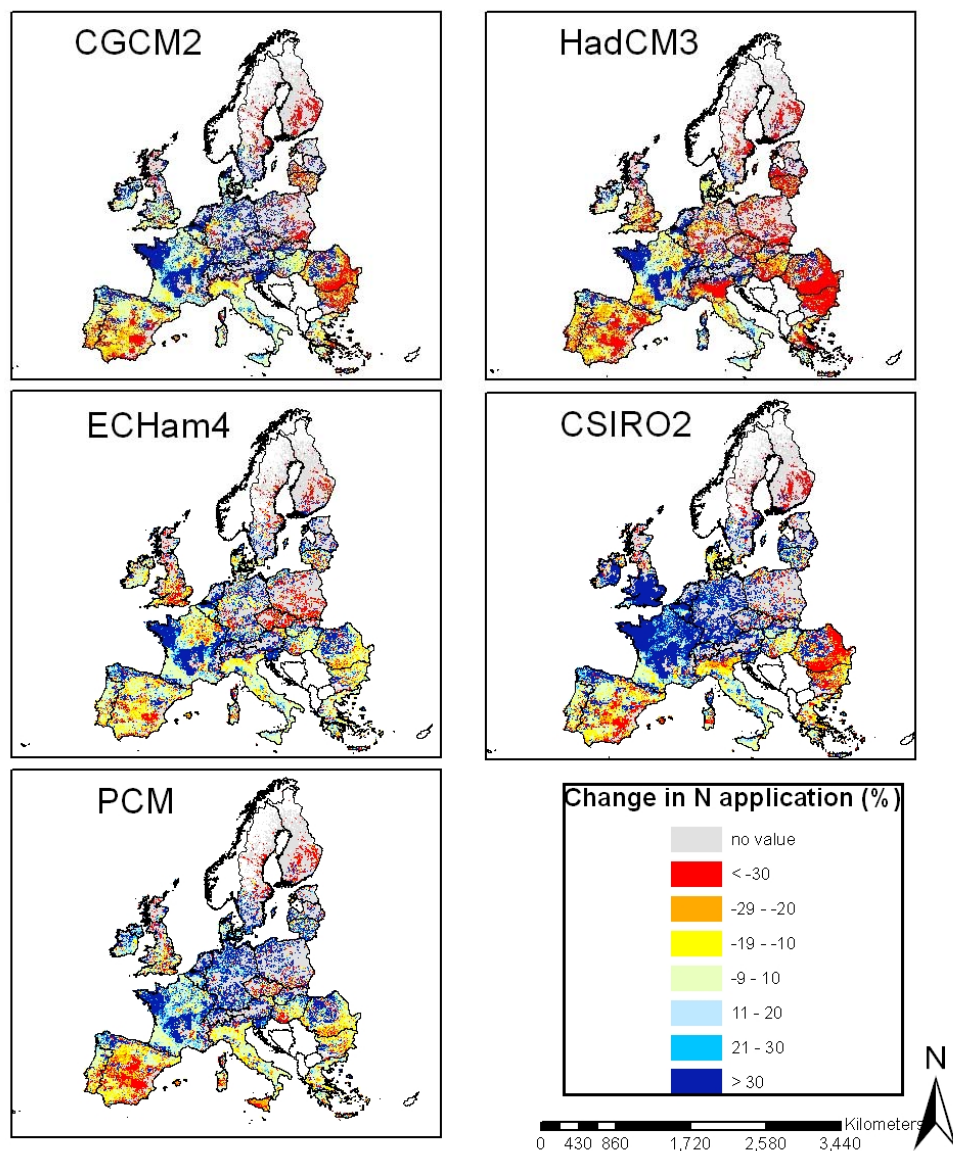 CGCM2
HadCM3
ECHam4
CSIRO2
PCM
Change in N application (%)
no value
< -30
-29 - -20
-19 - -10
-9 - 10
11 - 20
21 - 30
> 30
N
Kilometers
0 430 860 1,720 2,580 3,440